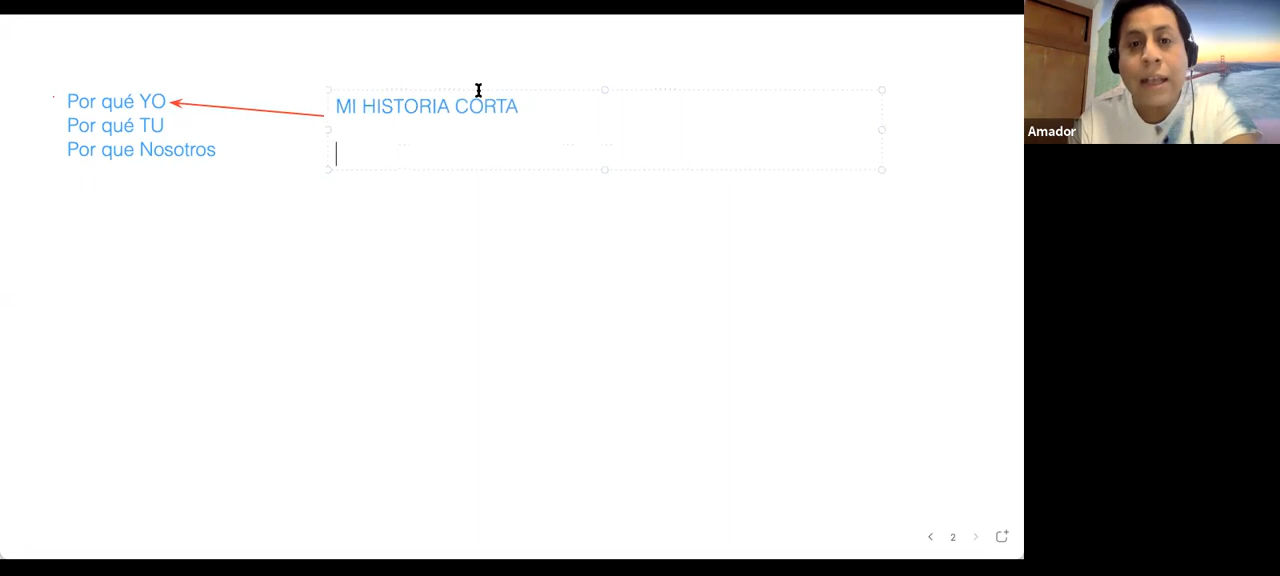 Por qué YO
Por qué TU
Por que Nosotros
MI HISTORIA CORTA
Amador
2